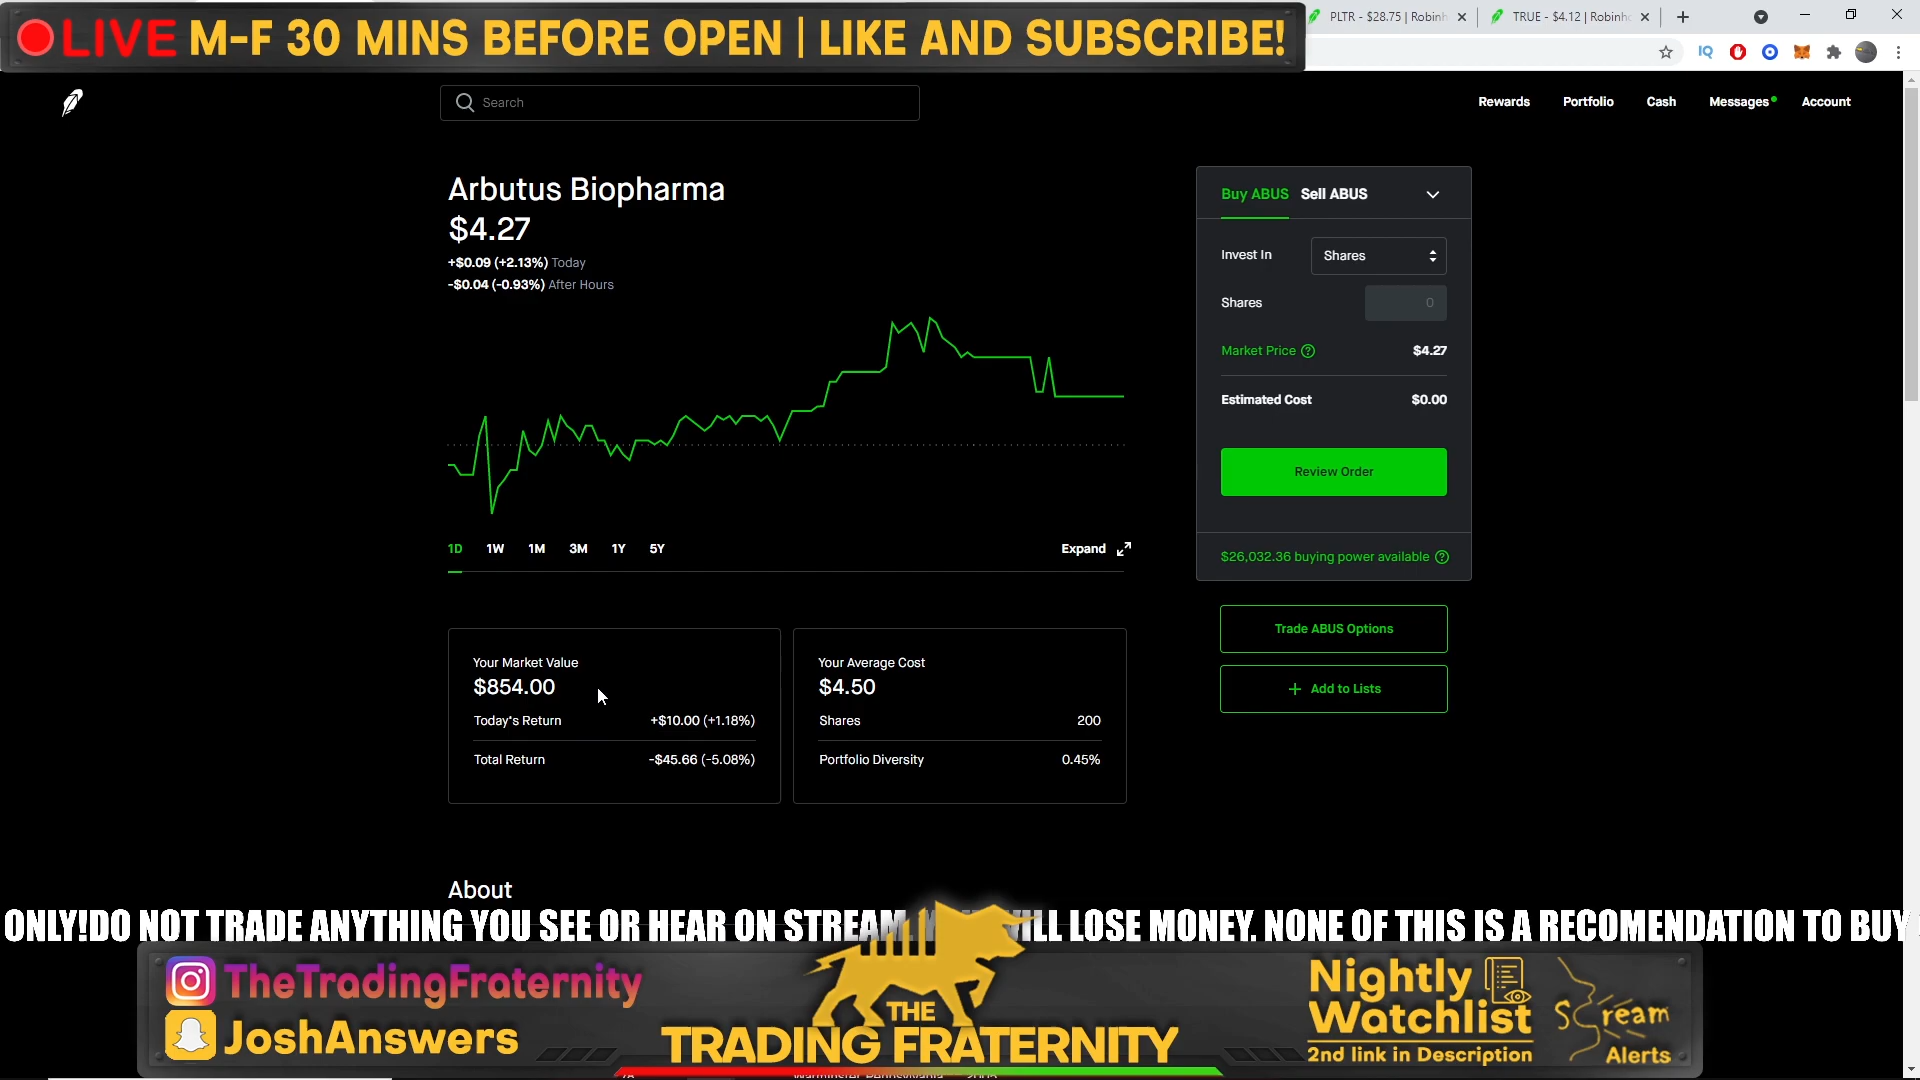 LIVE M-F 30 MINS BEFORE OPEN | LIKE AND SUBSCRIBE!
PLTR - $28.75 | Robinh
TRUE - $4.12 | Robinh
IQ
Search
Rewards
Portfolio
Cash
Messages
Account
Arbutus Biopharma
$4.27
+$0.09 (+2.13%) Today
-$0.04 (-0.93%) After Hours
1D 1W 1M 3M 1Y 5Y
Expand
Buy ABUS Sell ABUS
Invest In Shares
Shares 0
Market Price $4.27
Estimated Cost $0.00
Review Order
$26,032.36 buying power available
Trade ABUS Options
+ Add to Lists
Your Market Value
$854.00
Today's Return +$10.00 (+1.18%)
Total Return -$45.66 (-5.08%)
Your Average Cost
$4.50
Shares 200
Portfolio Diversity 0.45%
About
ONLY!DO NOT TRADE ANYTHING YOU SEE OR HEAR ON STREAM. WILL LOSE MONEY. NONE OF THIS IS A RECOMENDATION TO BUY
TheTradingFraternity
JoshAnswers
THE
TRADING FRATERNITY
Nightly
Watchlist
2nd link in Description
Scream
Alerts